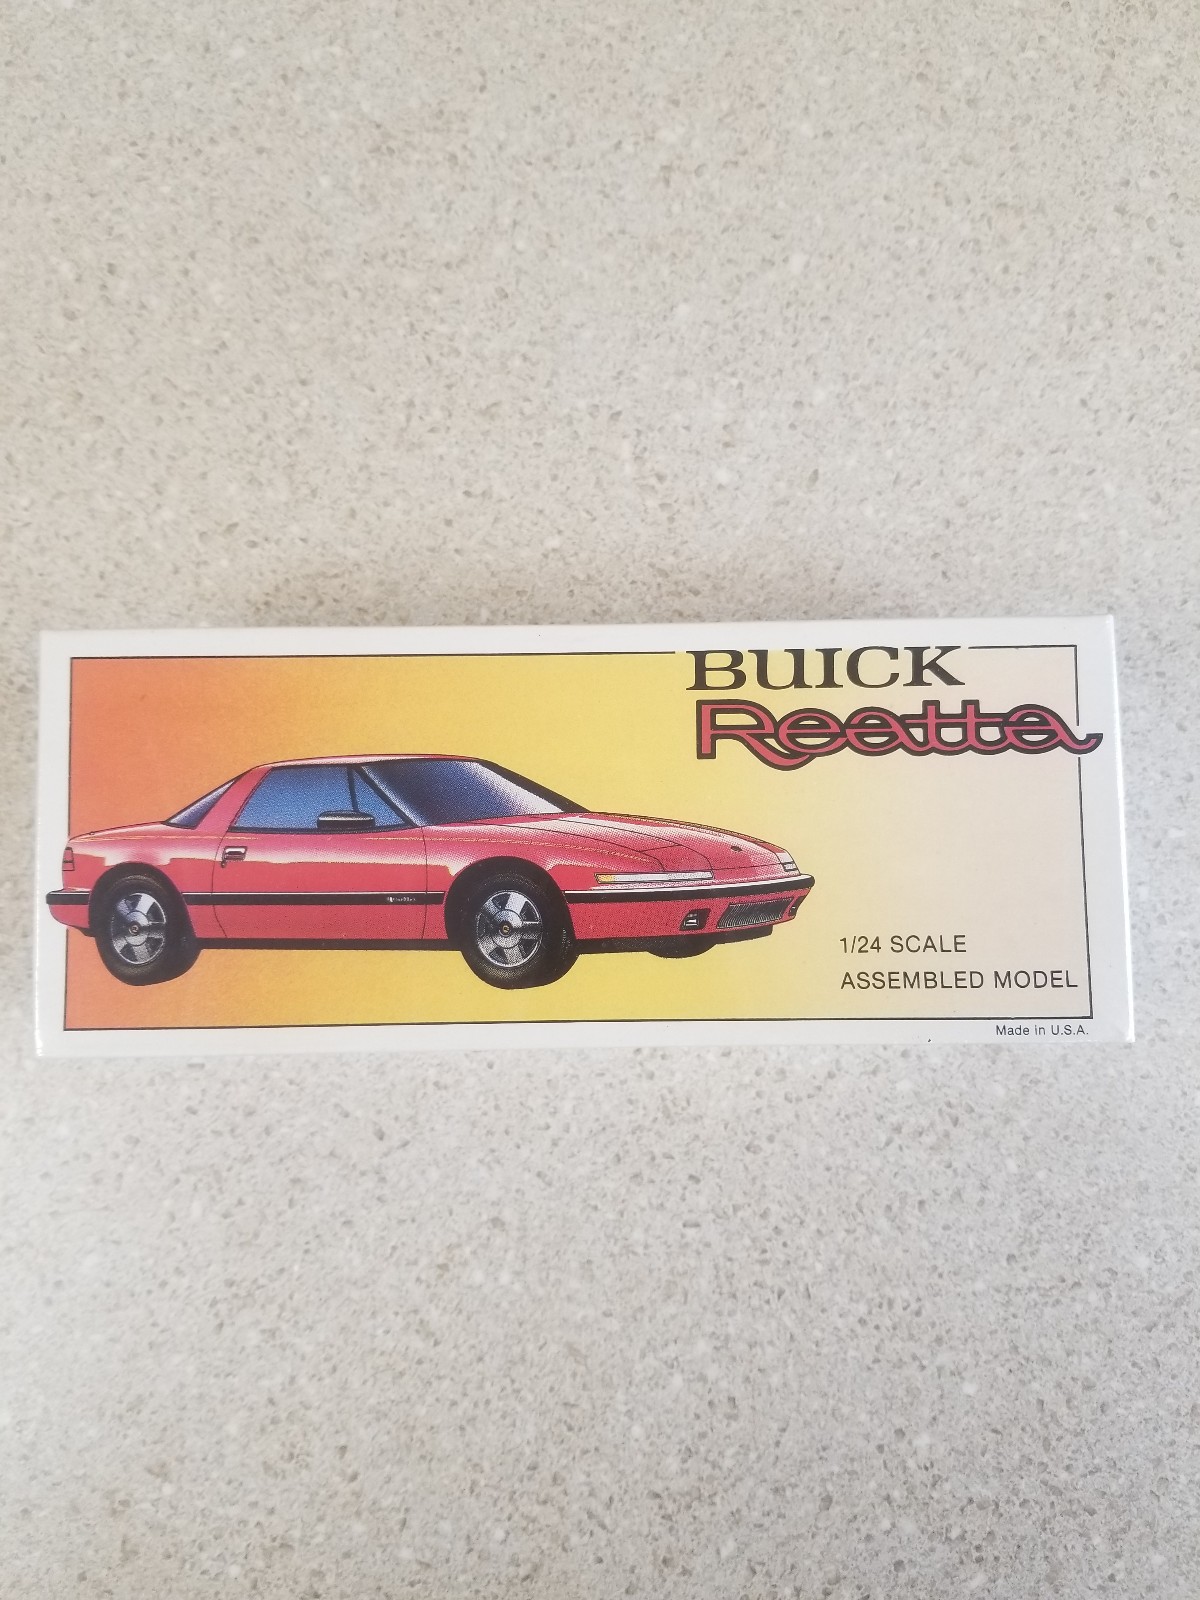 BUICK
Reatta
1/24 SCALE
ASSEMBLED MODEL
Made in U.S.A.